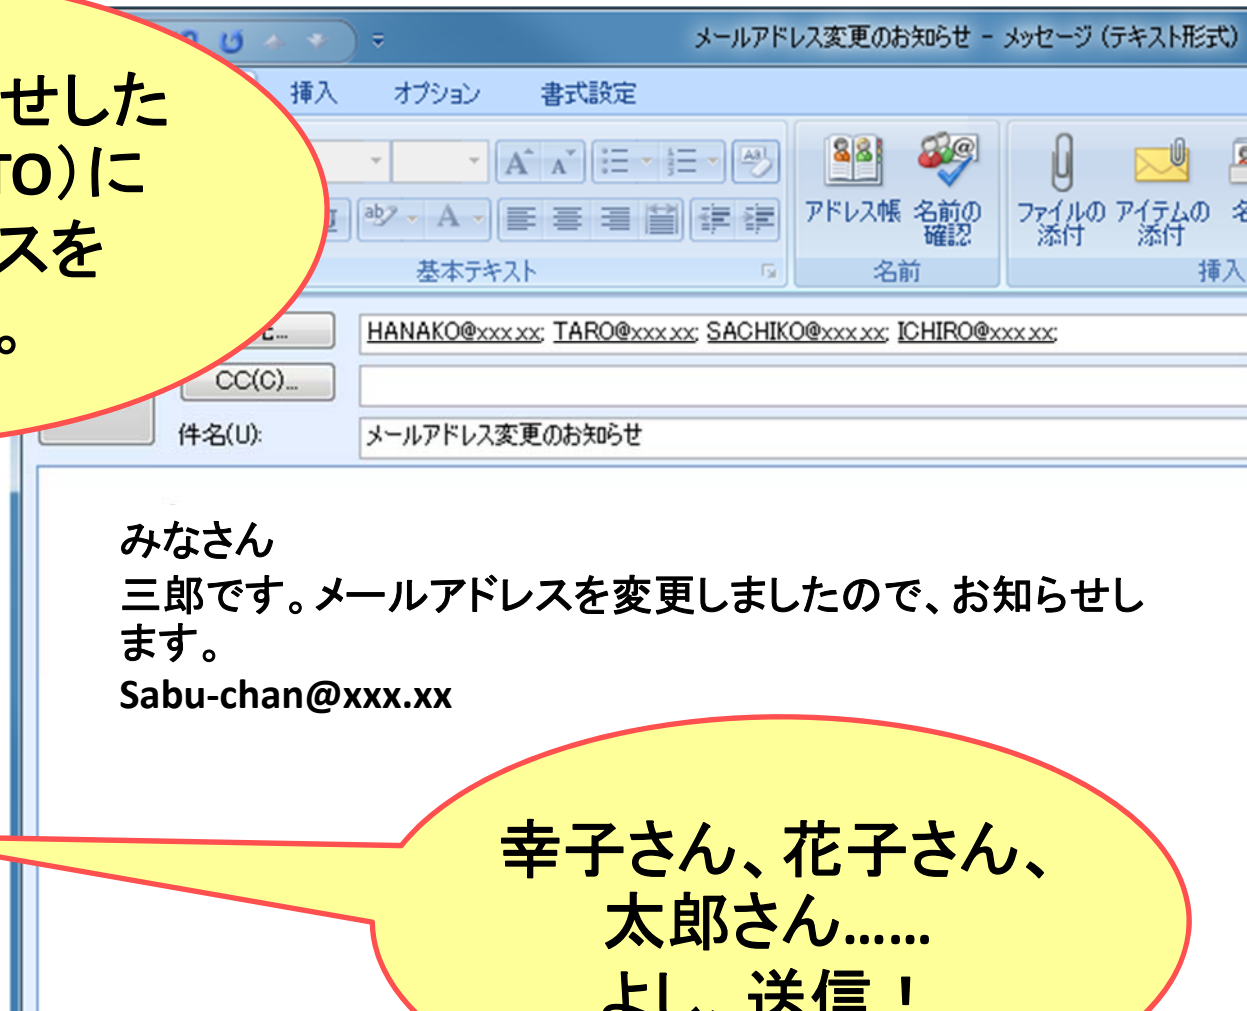 メールアドレス変更のお知らせ - メッセージ (テキスト形式)
挿入 オプション 書式設定
せした
TO)に
スを
。
アドレス帳 名前の確認 ファイルの添付 アイテムの添付 名
基本テキスト 名前 挿入
HANAKO@xxx.xx; TARO@xxx.xx; SACHIKO@xxx.xx; ICHIRO@xxx.xx;
CC(C)...
件名(U): メールアドレス変更のお知らせ
みなさん
三郎です。メールアドレスを変更しましたので、お知らせし
ます。
Sabu-chan@xxx.xx
幸子さん、花子さん、
太郎さん……
よし、送信！